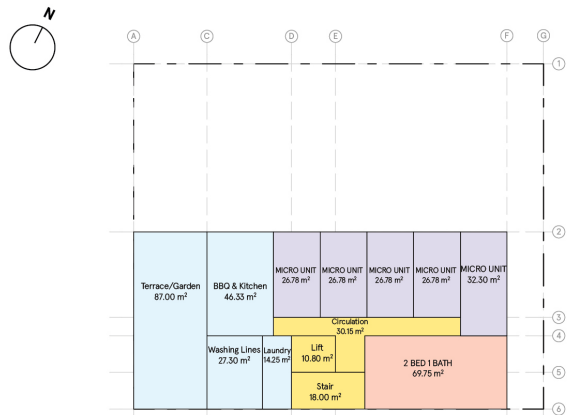 N
A
C
D
E
F
G
1
2
MICRO UNIT
26.78 m²
MICRO UNIT
26.78 m²
MICRO UNIT
26.78 m²
MICRO UNIT
26.78 m²
MICRO UNIT
32.30 m²
Terrace/Garden
87.00 m²
BBQ & Kitchen
46.33 m²
3
Circulation
30.15 m²
4
Washing Lines
27.30 m²
Laundry
14.25 m²
Lift
10.80 m²
2 BED 1 BATH
69.75 m²
5
Stair
18.00 m²
6